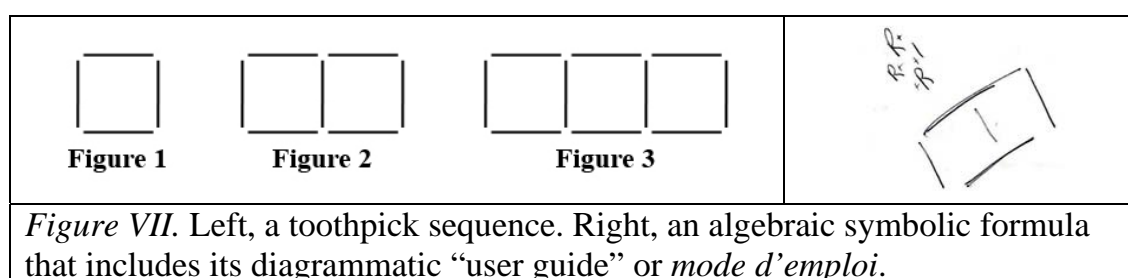 Figure 1 Figure 2 Figure 3
Figure VII. Left, a toothpick sequence. Right, an algebraic symbolic formula
that includes its diagrammatic “user guide” or mode d’emploi.